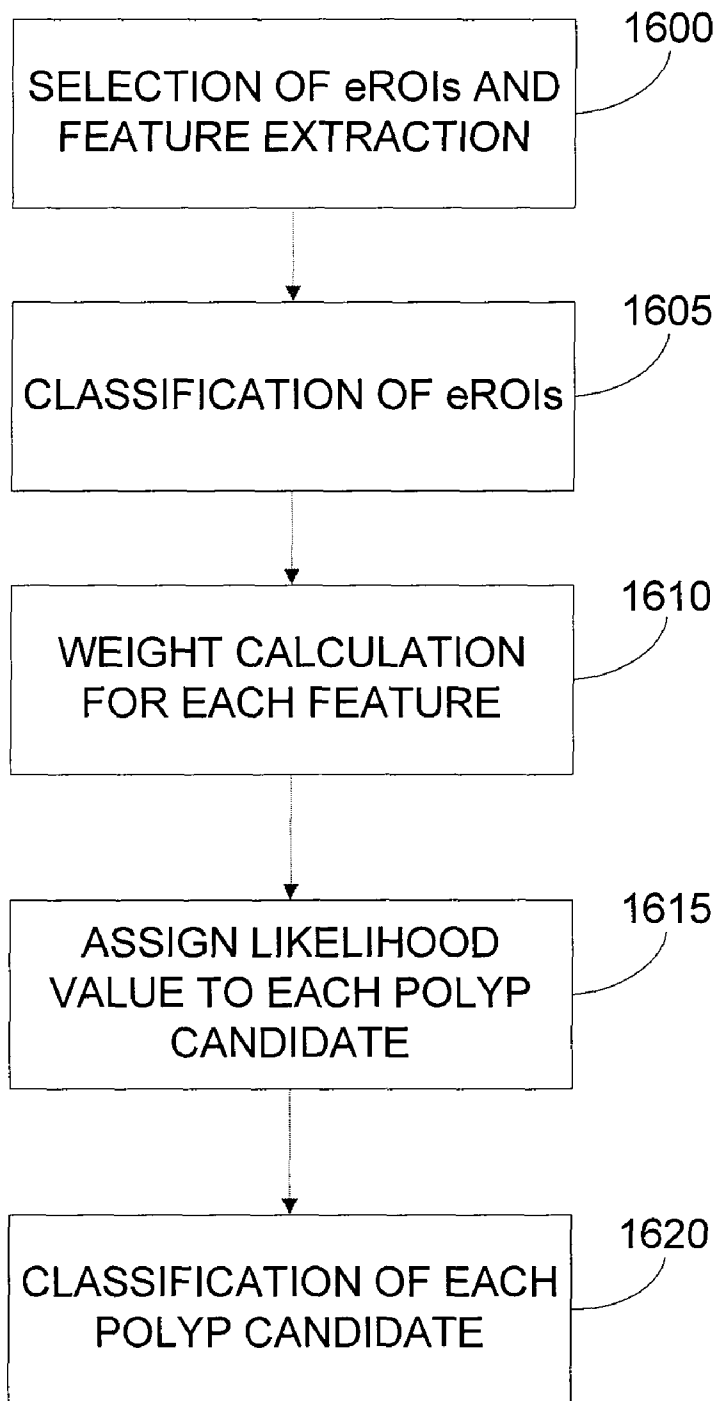 1600
SELECTION OF eROIs AND
FEATURE EXTRACTION
1605
CLASSIFICATION OF eROIs
1610
WEIGHT CALCULATION
FOR EACH FEATURE
1615
ASSIGN LIKELIHOOD
VALUE TO EACH POLYP
CANDIDATE
1620
CLASSIFICATION OF EACH
POLYP CANDIDATE